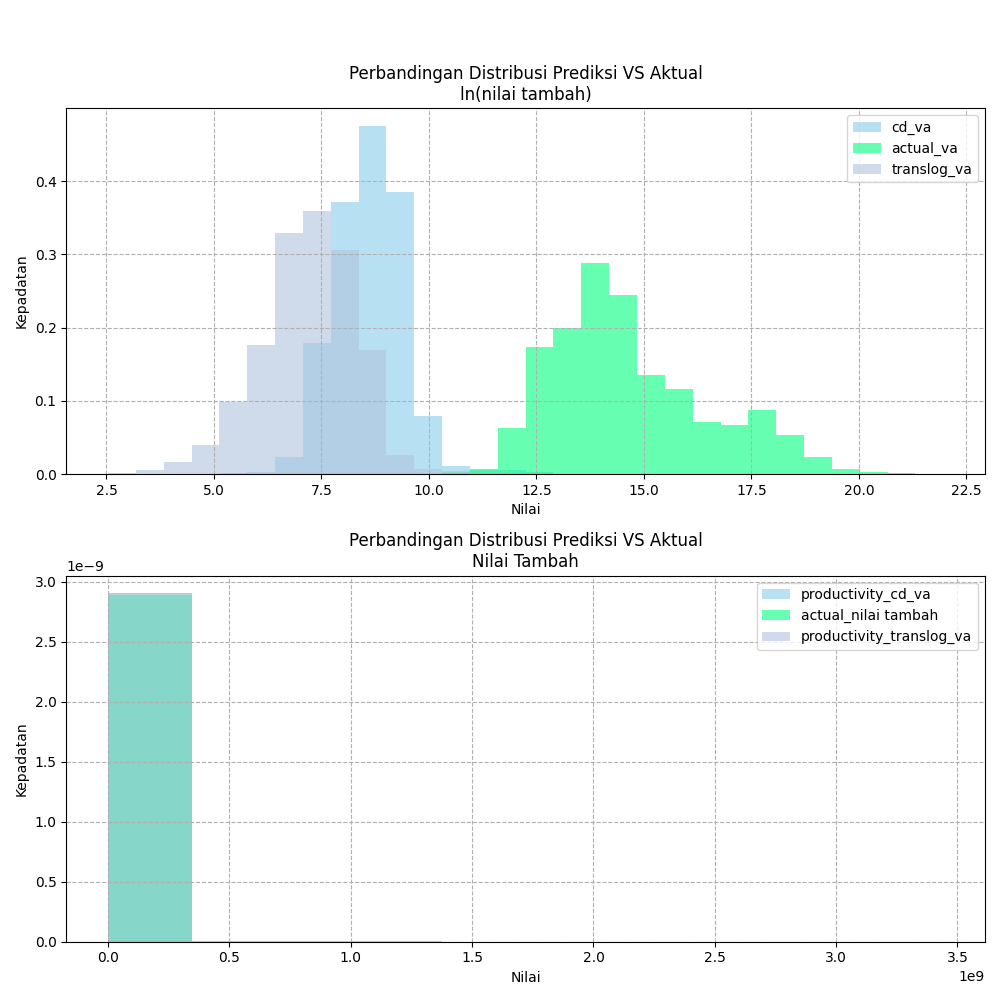 Perbandingan Distribusi Prediksi VS Aktual
ln(nilai tambah)
cd_va
actual_va
translog_va
Kepadatan
0.4
0.3
0.2
0.1
0.0
2.5 5.0 7.5 10.0 12.5 15.0 17.5 20.0 22.5
Nilai
Perbandingan Distribusi Prediksi VS Aktual
Nilai Tambah
1e−9
productivity_cd_va
actual_nilai tambah
productivity_translog_va
Kepadatan
3.0
2.5
2.0
1.5
1.0
0.5
0.0
0.0 0.5 1.0 1.5 2.0 2.5 3.0 3.5
1e9
Nilai